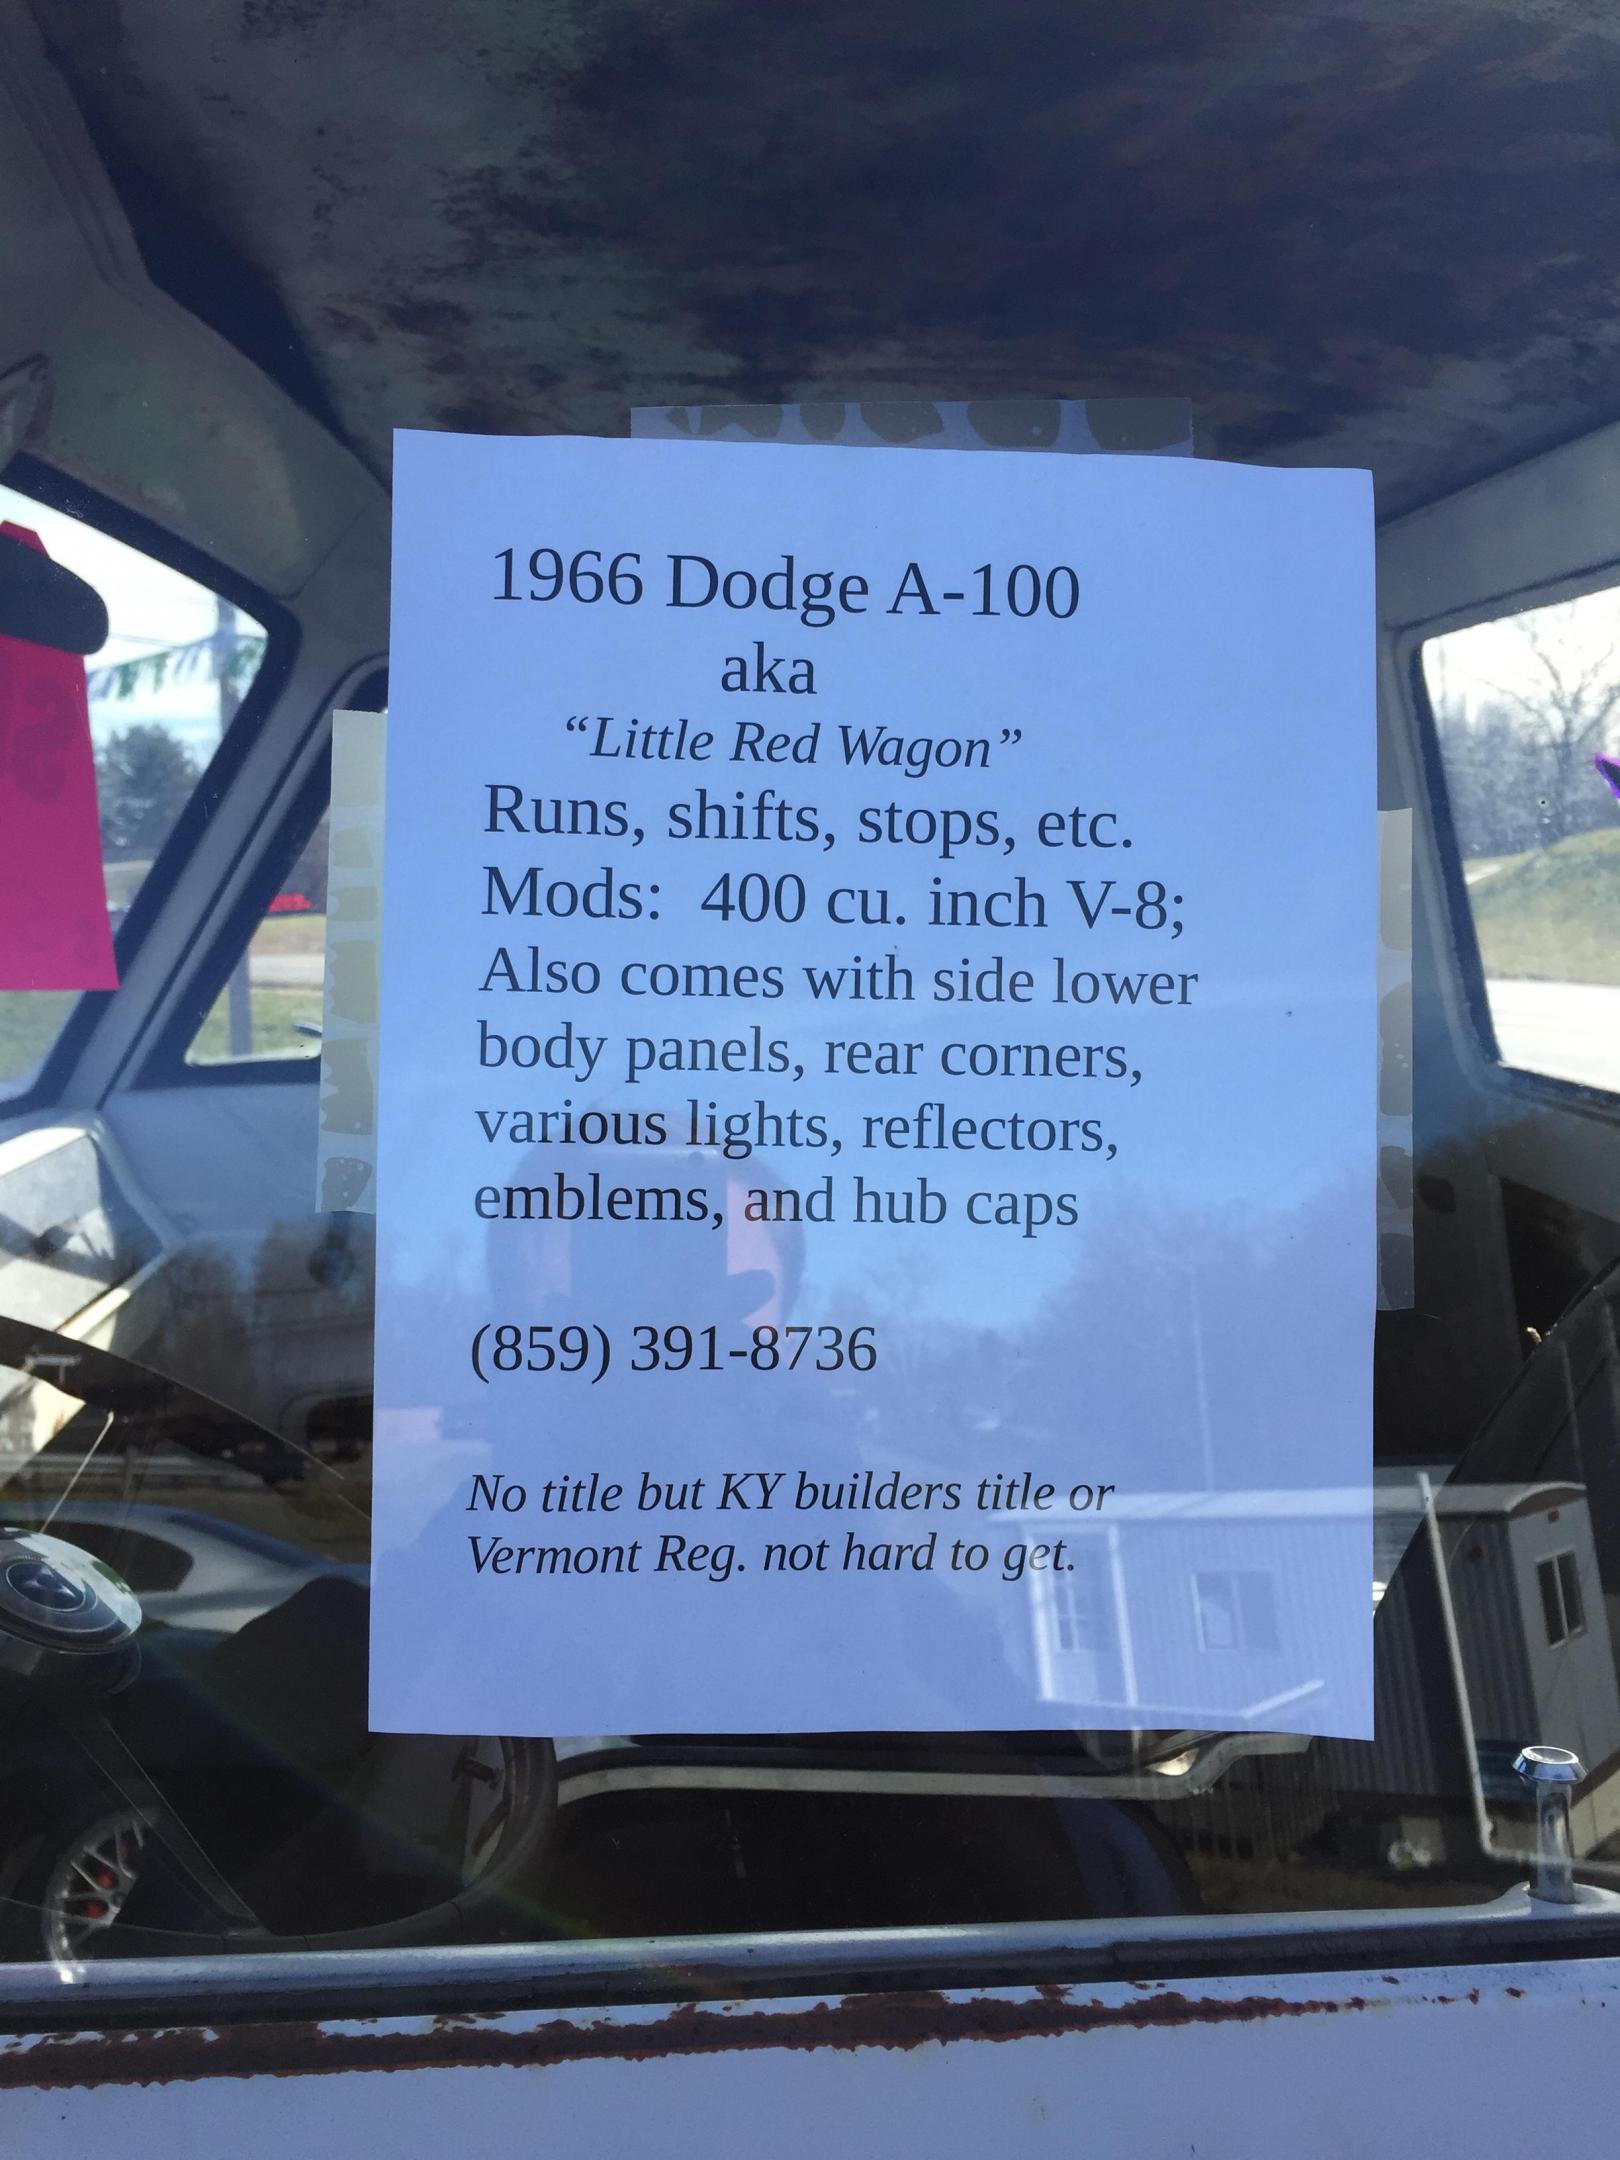 1966 Dodge A-100
aka
“Little Red Wagon”
Runs, shifts, stops, etc.
Mods: 400 cu. inch V-8;
Also comes with side lower
body panels, rear corners,
various lights, reflectors,
emblems, and hub caps
(859) 391-8736
No title but KY builders title or
Vermont Reg. not hard to get.